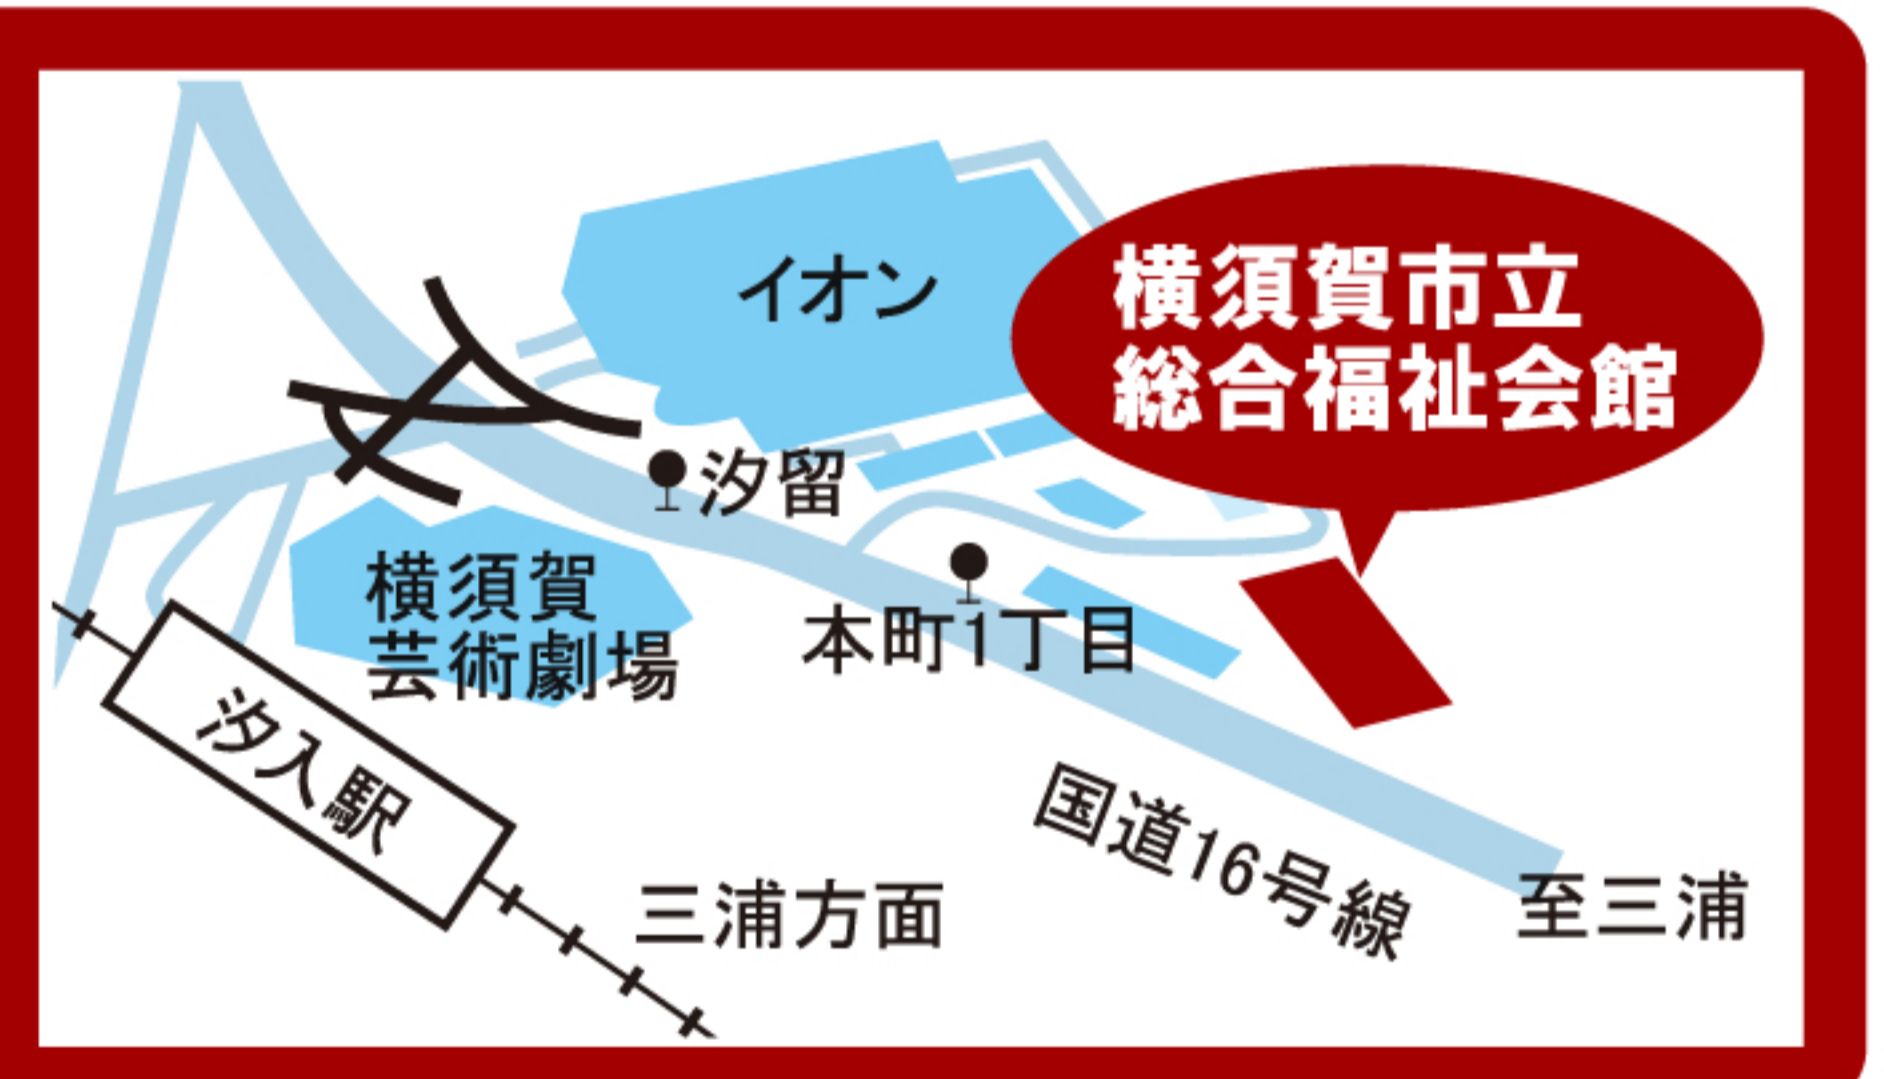 イオン
横須賀市立
総合福祉会館
汐留
横須賀
芸術劇場
本町1丁目
汐入駅
国道16号線
三浦方面
至三浦